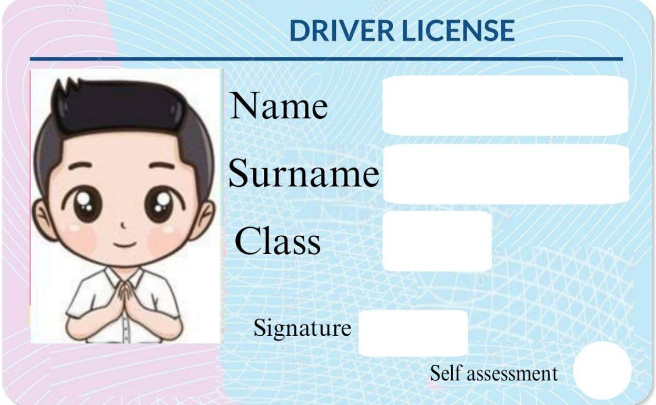 DRIVER LICENSE
Name
Surname
Class
Signature
Self assessment